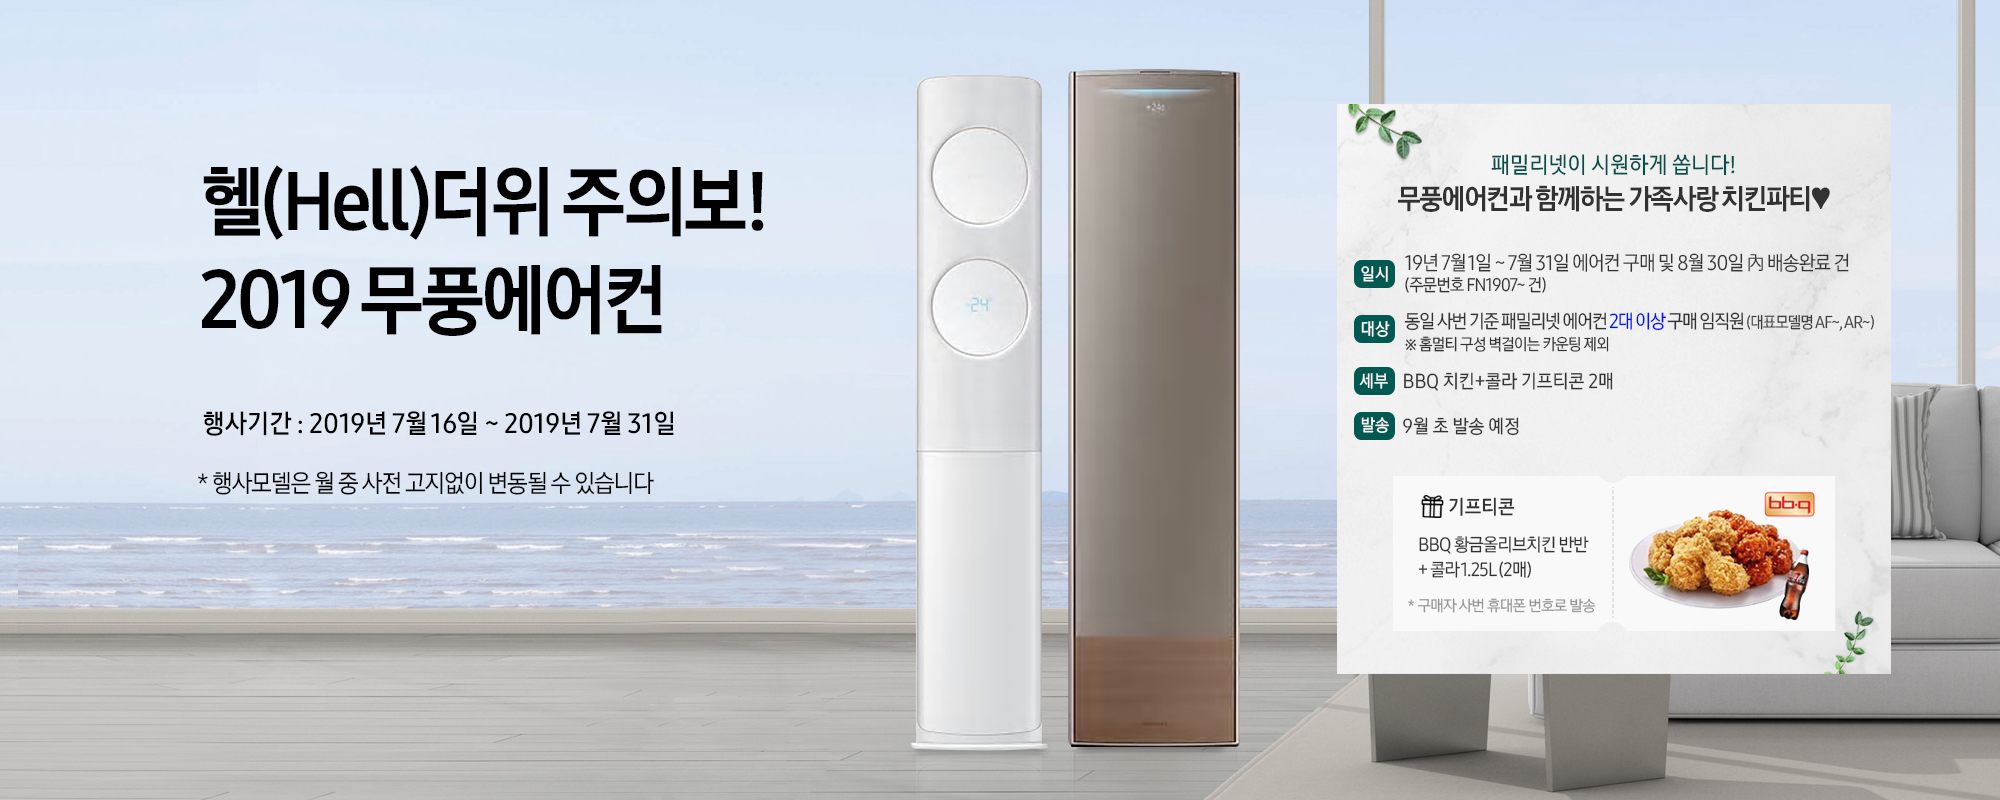 헬(Hell)더위 주의보!
2019 무풍에어컨
행사기간 : 2019년 7월 16일 ~ 2019년 7월 31일
* 행사모델은 월 중 사전 고지없이 변동될 수 있습니다
24
패밀리넷이 시원하게 쏩니다!
무풍에어컨과 함께하는 가족사랑 치킨파티♥
일시 19년 7월1일 ~ 7월 31일 에어컨 구매 및 8월 30일 內 배송완료 건
(주문번호 FN1907~ 건)
대상 동일 사번 기준 패밀리넷 에어컨 2대 이상 구매 임직원 (대표모델명 AF~, AR~)
※ 홈멀티 구성 벽걸이는 카운팅 제외
세부 BBQ 치킨+콜라 기프티콘 2매
발송 9월 초 발송 예정
기프티콘
bb·q
BBQ 황금올리브치킨 반반
+ 콜라1.25L (2매)
* 구매자 사번 휴대폰 번호로 발송